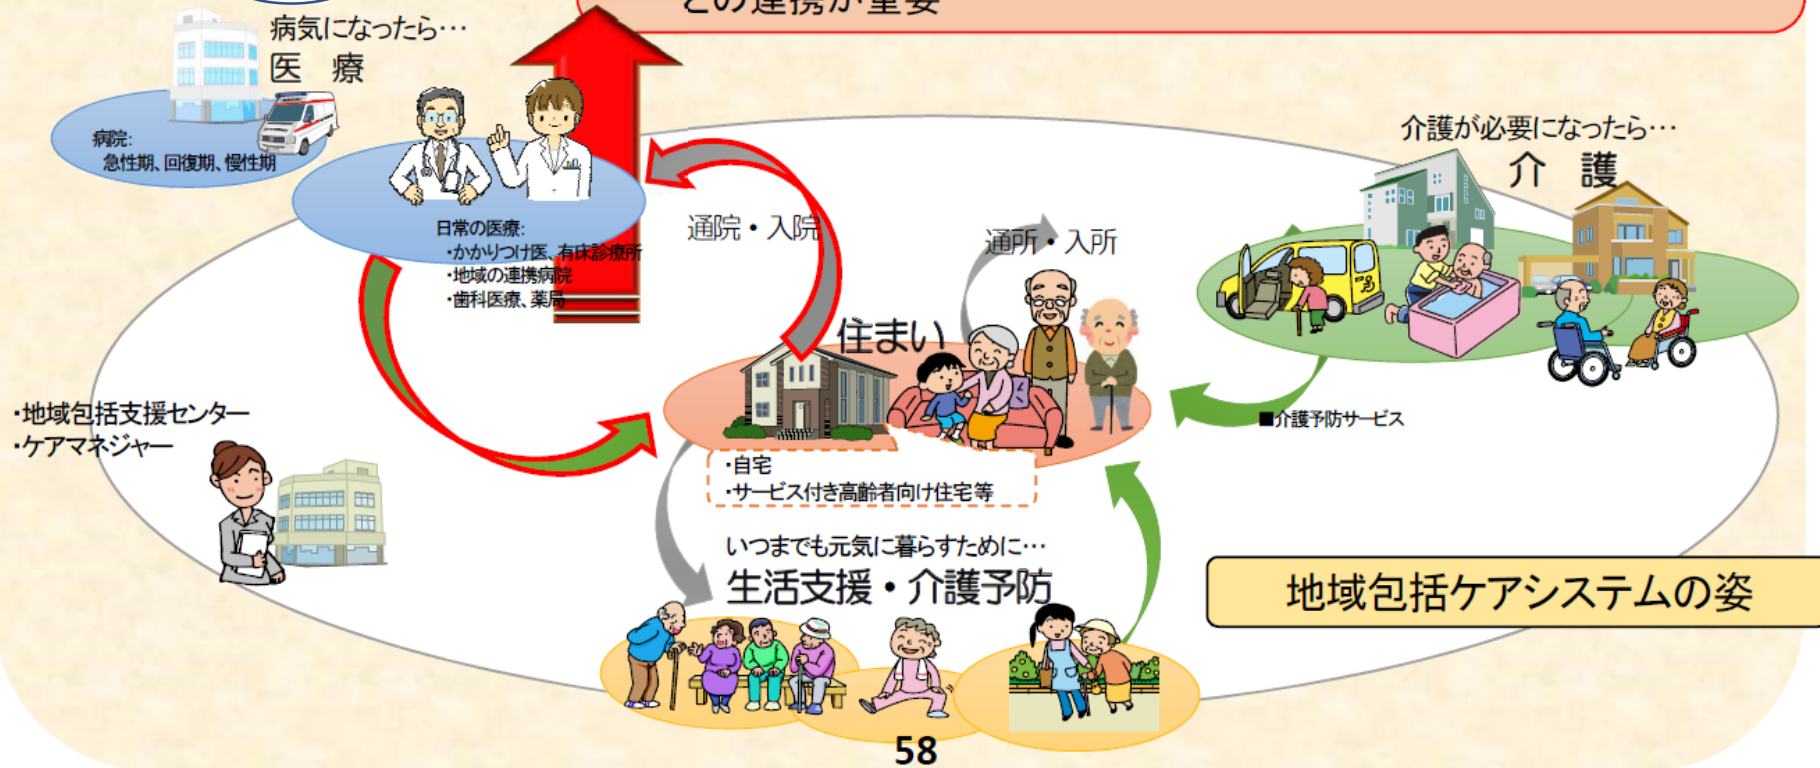 との連携が重要
病気になったら…
医 療
病院:
急性期、回復期、慢性期
日常の医療:
・かかりつけ医、有床診療所
・地域の連携病院
・歯科医療、薬局
通院・入院
通所・入所
介護が必要になったら…
介 護
住まい
■介護予防サービス
・地域包括支援センター
・ケアマネジャー
・自宅
・サービス付き高齢者向け住宅等
いつまでも元気に暮らすために…
生活支援・介護予防
地域包括ケアシステムの姿
58